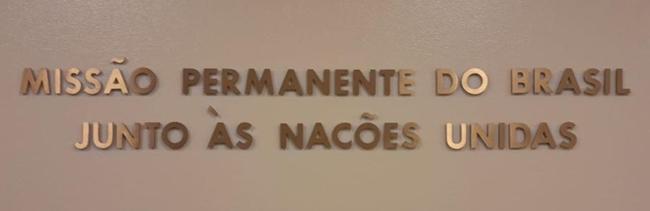 MISSÃO PERMANENTE DO BRASIL
JUNTO ÀS NACÕES UNIDAS